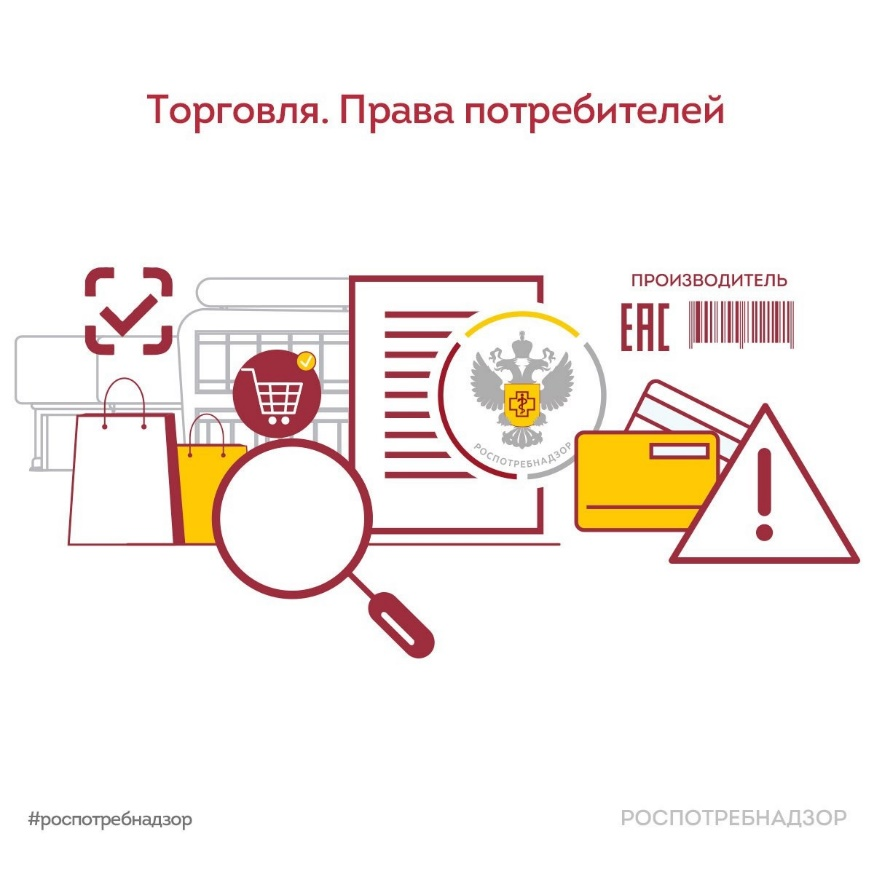 Торговля. Права потребителей
ПРОИЗВОДИТЕЛЬ
EAC
РОСПОТРЕБНАДЗОР
#роспотребнадзор
РОСПОТРЕБНАДЗОР